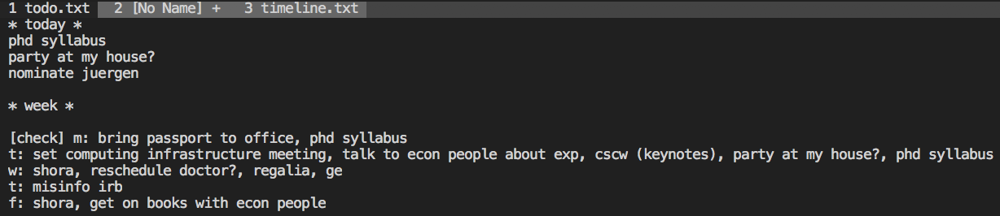 1 todo.txt  2 [No Name] +  3 timeline.txt
* today *
phd syllabus
party at my house?
nominate juergen
* week *
[check] m: bring passport to office, phd syllabus
t: set computing infrastructure meeting, talk to econ people about exp, cscw (keynotes), party at my house?, phd syllabus
w: shora, reschedule doctor?, regalia, ge
t: misinfo irb
f: shora, get on books with econ people